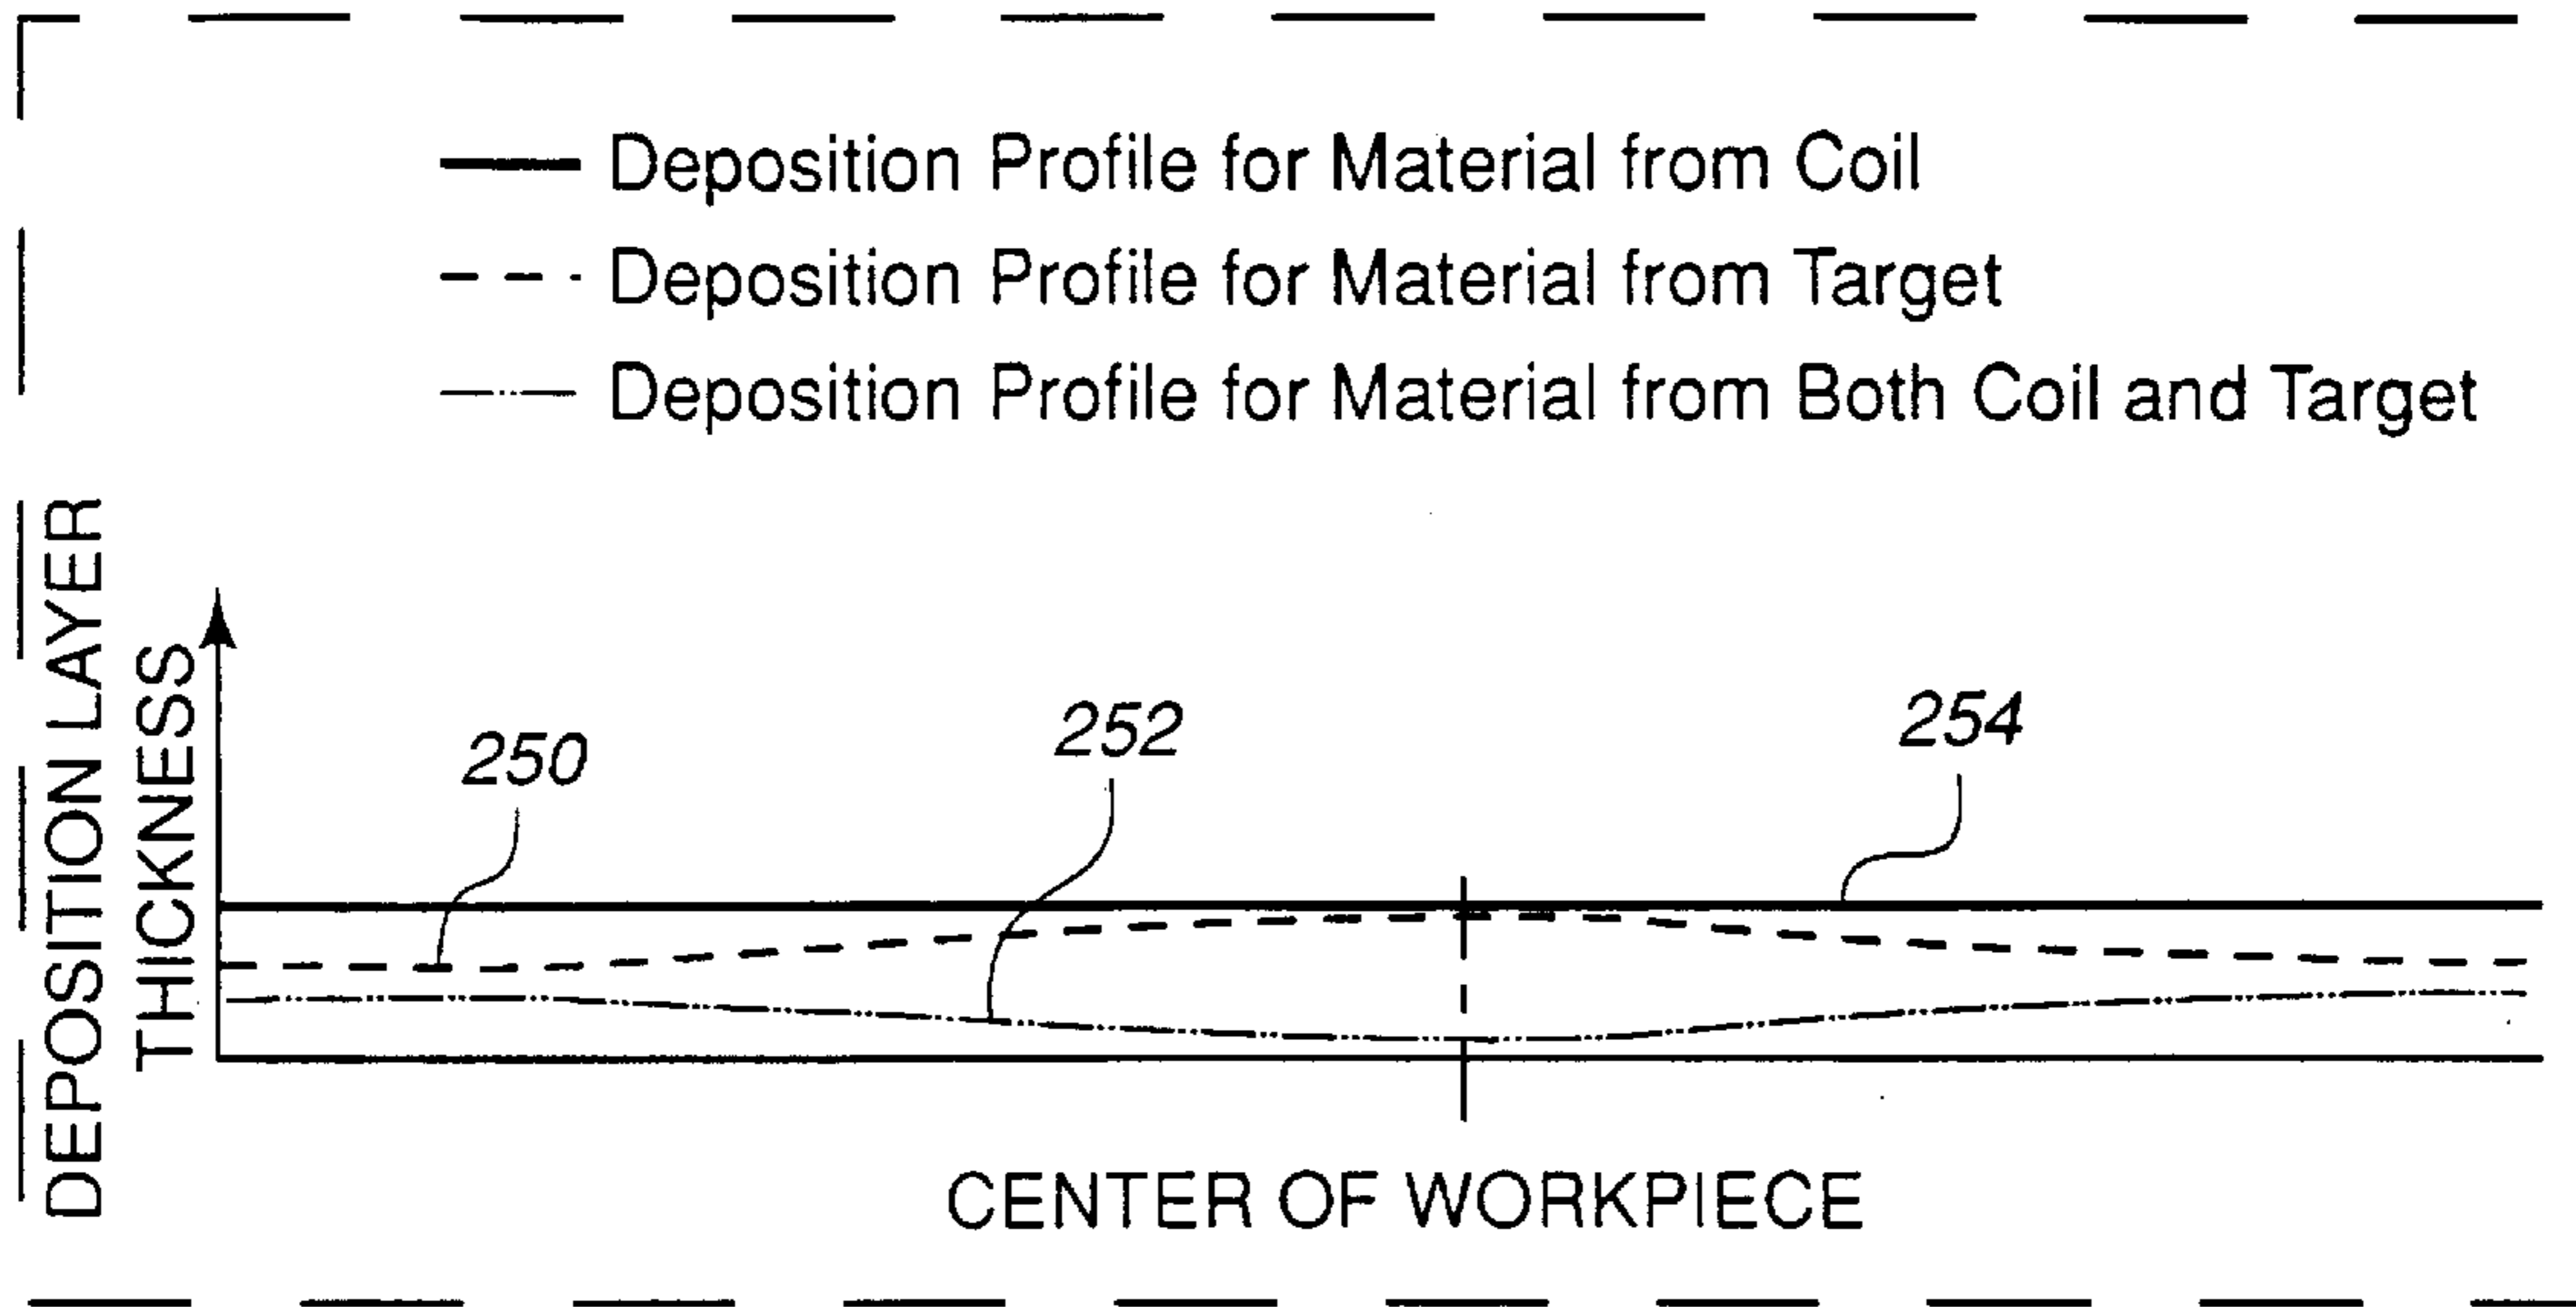 Deposition Profile for Material from Coil
Deposition Profile for Material from Target
Deposition Profile for Material from Both Coil and Target
DEPOSITION LAYER
THICKNESS
250
252
254
CENTER OF WORKPIECE